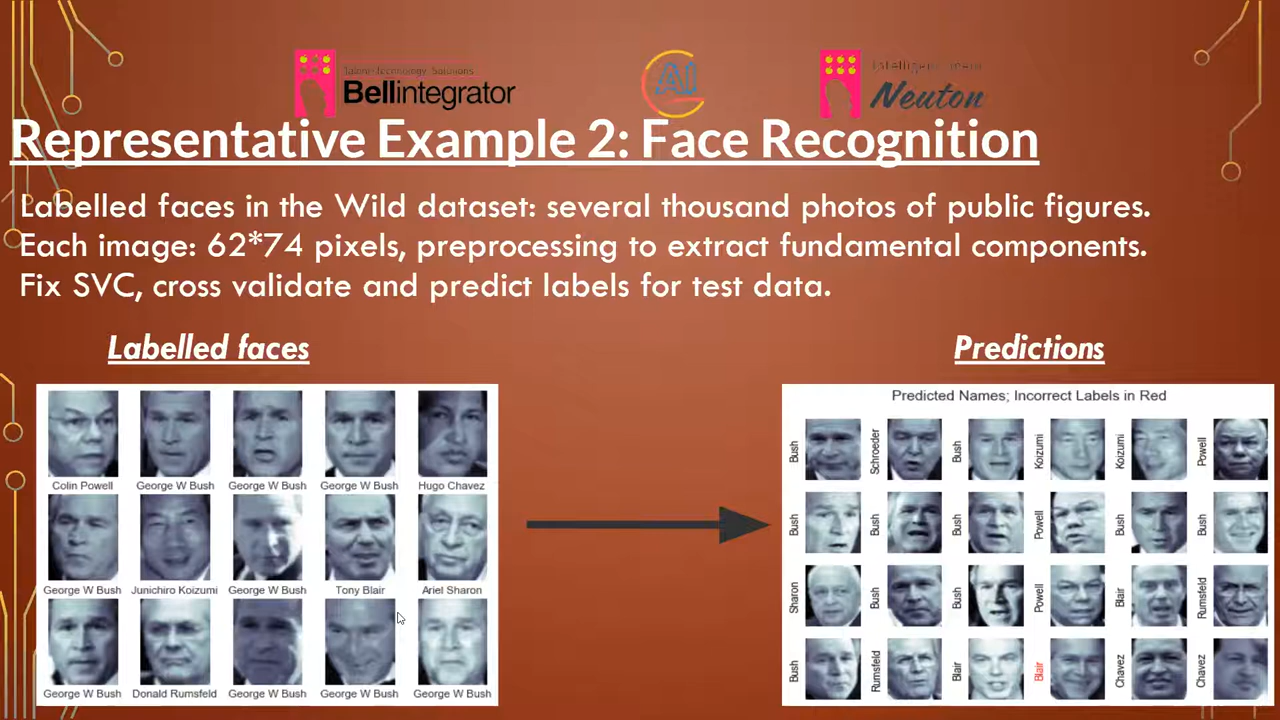 Talent. Technology. Solutions
Bellintegrator
AI
Neuton
Representative Example 2: Face Recognition
Labelled faces in the Wild dataset: several thousand photos of public figures.
Each image: 62*74 pixels, preprocessing to extract fundamental components.
Fix SVC, cross validate and predict labels for test data.
Labelled faces
Predictions
Colin Powell George W Bush George W Bush George W Bush Hugo Chavez
George W Bush Junichiro Koizumi George W Bush Tony Blair Ariel Sharon
George W Bush Donald Rumsfeld George W Bush George W Bush George W Bush
Predicted Names; Incorrect Labels in Red
Bush Schroeder Bush Koizumi Koizumi Powell
Bush Bush Bush Powell Bush Bush
Sharon Bush Bush Powell Blair Rumsfeld
Bush Rumsfeld Blair Blair Chavez Chavez